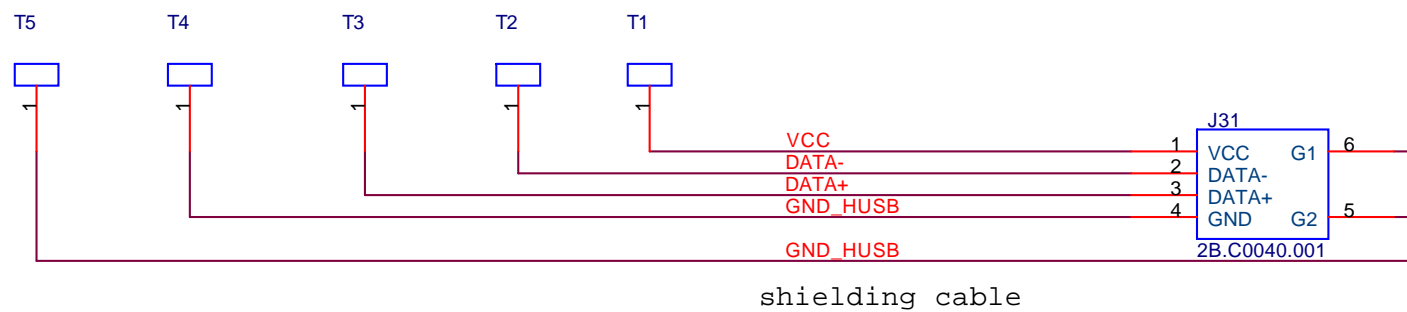 T5 T4 T3 T2 T1
1 1 1 1 1
J31
VCC 1 VCC G1 6
DATA- 2 DATA-
DATA+ 3 DATA+
GND_HUSB 4 GND G2 5
GND_HUSB 2B.C0040.001
shielding cable